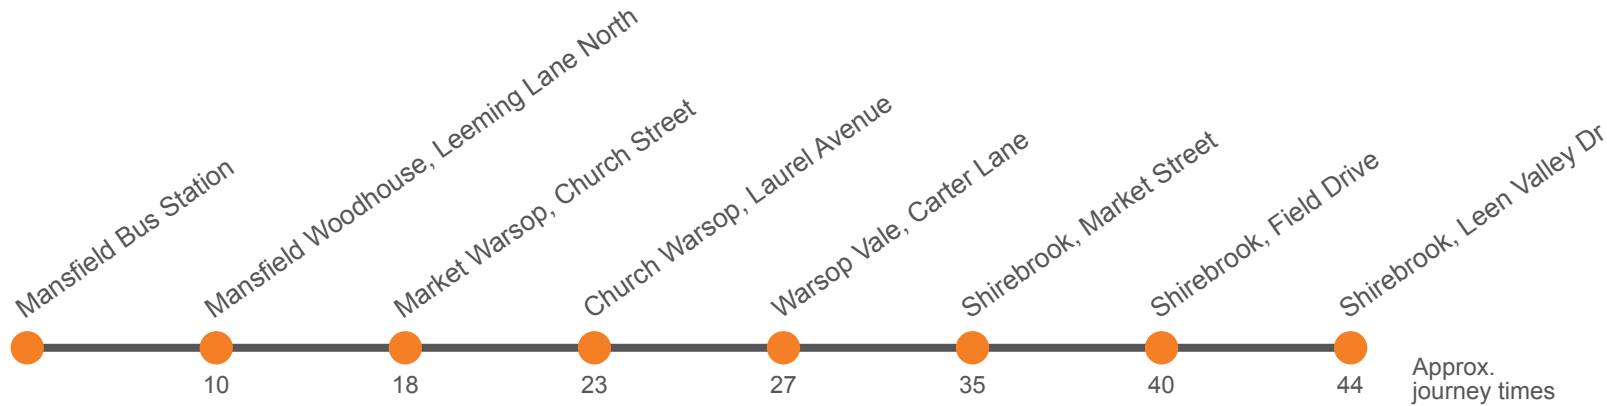 Mansfield Bus Station
Mansfield Woodhouse, Leeming Lane North
Market Warsop, Church Street
Church Warsop, Laurel Avenue
Warsop Vale, Carter Lane
Shirebrook, Market Street
Shirebrook, Field Drive
Shirebrook, Leen Valley Dr
10 18 23 27 35 40 44
Approx.
journey times